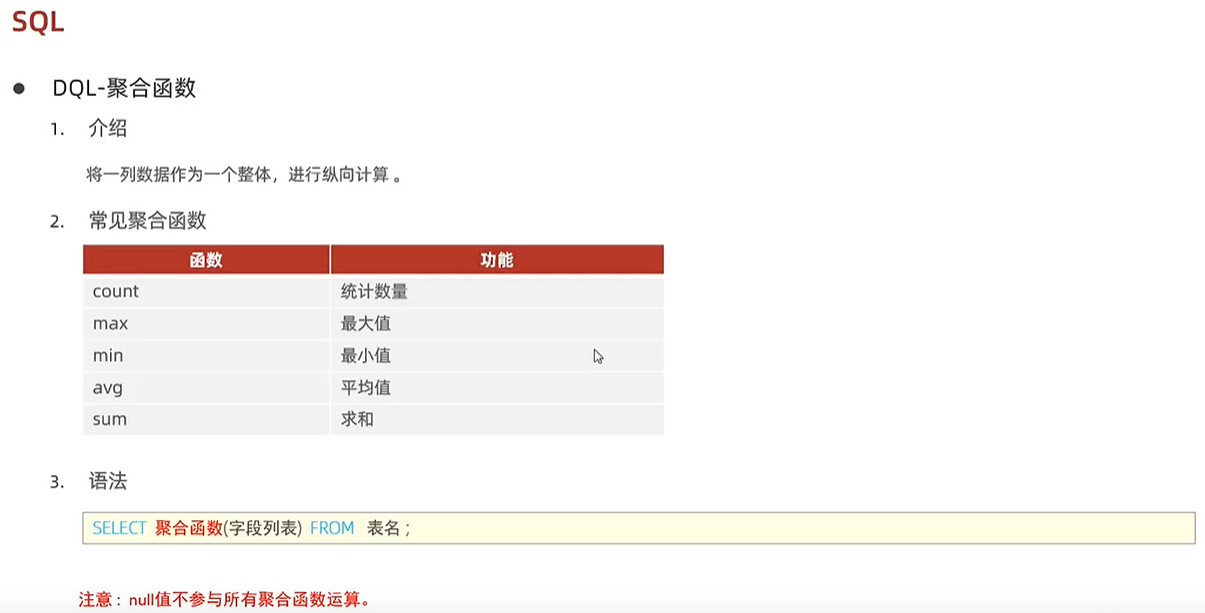 SQL
● DQL-聚合函数
1. 介绍
将一列数据作为一个整体，进行纵向计算 。
2. 常见聚合函数
函数 功能
count 统计数量
max 最大值
min 最小值
avg 平均值
sum 求和
3. 语法
SELECT 聚合函数(字段列表) FROM 表名 ;
注意：null值不参与所有聚合函数运算。